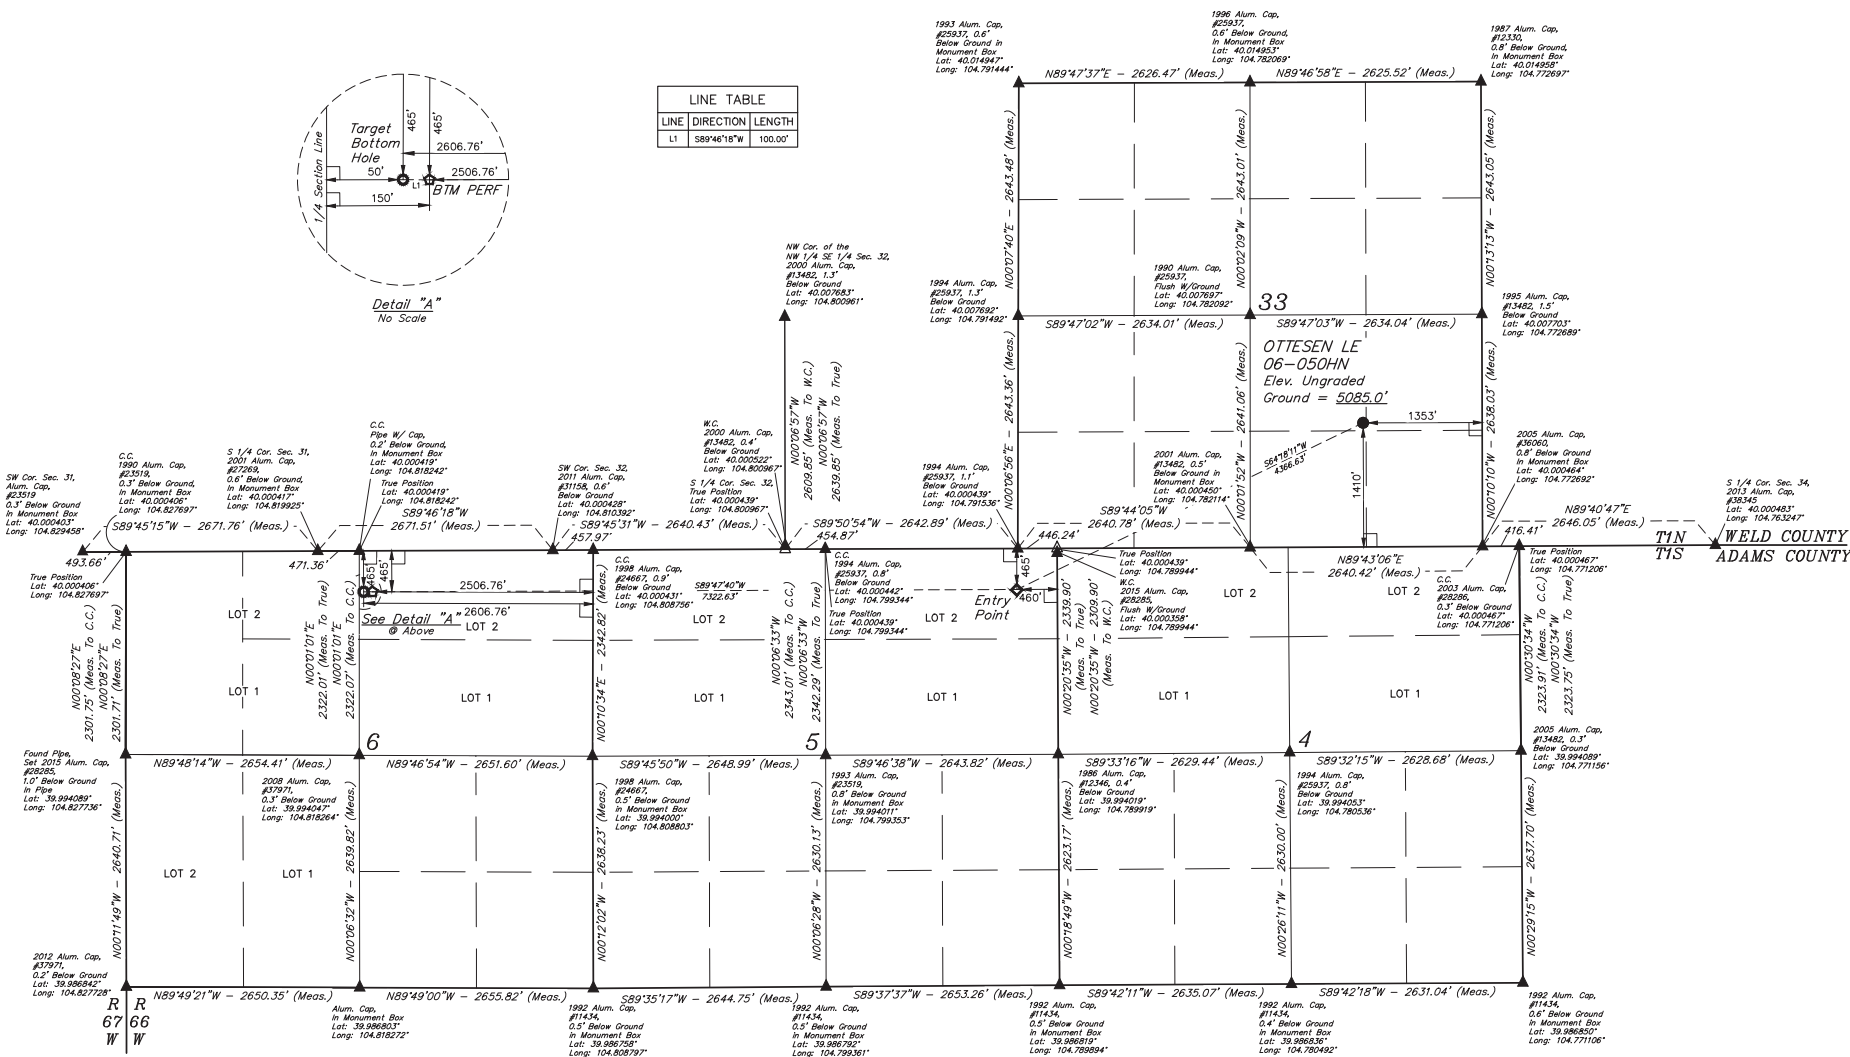 1993 Alum. Cap,
#25937, 0.6'
Below Ground in
Monument Box
Lat: 40.014947°
Long: 104.791444°
1996 Alum. Cap,
#25937,
0.6' Below Ground,
In Monument Box
Lat: 40.014953°
Long: 104.782069°
1987 Alum. Cap,
#12330,
0.8' Below Ground,
In Monument Box
Lat: 40.014958°
Long: 104.772697°
N89°47'37"E - 2626.47' (Meas.)
N89°46'58"E - 2625.52' (Meas.)
LINE TABLE
LINE DIRECTION LENGTH
L1 S89°46'18"W 100.00'
465'
465'
Target
Bottom
Hole
2606.76'
50'
L1
2506.76'
BTM PERF
150'
1/4 Section Line
Detail "A"
No Scale
N00°07'40"E - 2643.48' (Meas.)
N00°02'09"W - 2643.01' (Meas.)
N00°13'13"W - 2643.05' (Meas.)
NW Cor. of the
NW 1/4 SE 1/4 Sec. 32,
2000 Alum. Cap,
#13482, 1.3'
Below Ground
Lat: 40.007683°
Long: 104.800961°
1994 Alum. Cap,
#25937, 1.3'
Below Ground
Lat: 40.007692°
Long: 104.791492°
1990 Alum. Cap,
#25937,
Flush W/Ground
Lat: 40.007697°
Long: 104.782092°
33
1995 Alum. Cap,
#13482, 1.5'
Below Ground
Lat: 40.007703°
Long: 104.772689°
S89°47'02"W - 2634.01' (Meas.)
S89°47'03"W - 2634.04' (Meas.)
OTTESEN LE
06-050HN
Elev. Ungraded
Ground = 5085.0'
1353'
1410'
S64°18'11"W
4366.63'
N00°06'57"W
2609.85' (Meas. To W.C.)
N00°06'57"W
2639.85' (Meas. To True)
N00°06'56"E - 2643.36' (Meas.)
N00°01'52"W - 2641.06' (Meas.)
N00°10'10"W - 2638.03' (Meas.)
SW Cor. Sec. 31,
Alum. Cap,
#23519
0.3' Below Ground
In Monument Box
Lat: 40.000403°
Long: 104.829458°
C.C.
1990 Alum. Cap,
#23519,
0.3' Below Ground,
In Monument Box
Lat: 40.000406°
Long: 104.827697°
S 1/4 Cor. Sec. 31,
2001 Alum. Cap,
#27269,
0.6' Below Ground,
In Monument Box
Lat: 40.000417°
Long: 104.819925°
C.C.
Pipe W/ Cap,
0.2' Below Ground,
In Monument Box
Lat: 40.000419°
Long: 104.818242°
True Position
Lat: 40.000419°
Long: 104.818242°
SW Cor. Sec. 32,
2011 Alum. Cap,
#31158, 0.6'
Below Ground
Lat: 40.000428°
Long: 104.810392°
W.C.
2000 Alum. Cap,
#13482, 0.4'
Below Ground
Lat: 40.000522°
Long: 104.800967°
S 1/4 Cor. Sec. 32,
True Position
Lat: 40.000439°
Long: 104.800967°
1994 Alum. Cap,
#25937, 1.1'
Below Ground
Lat: 40.000439°
Long: 104.791536°
2001 Alum. Cap,
#13482, 0.5'
Below Ground in
Monument Box
Lat: 40.000450°
Long: 104.782114°
2005 Alum. Cap,
#36060,
0.8' Below Ground,
In Monument Box
Lat: 40.000464°
Long: 104.772692°
S 1/4 Cor. Sec. 34,
2013 Alum. Cap,
#38345
Lat: 40.000483°
Long: 104.763247°
S89°45'15"W - 2671.76' (Meas.)
S89°46'18"W
2671.51' (Meas.)
S89°45'31"W - 2640.43' (Meas.)
S89°50'54"W - 2642.89' (Meas.)
S89°44'05"W
2640.78' (Meas.)
N89°43'06"E
2640.42' (Meas.)
N89°40'47"E
2646.05' (Meas.)
493.66'
471.36'
457.97'
454.87'
446.24'
416.41'
T1N
T1S
WELD COUNTY
ADAMS COUNTY
True Position
Lat: 40.000406°
Long: 104.827697°
465'
465'
2506.76'
2606.76'
See Detail "A"
@ Above
C.C.
1998 Alum. Cap,
#24667, 0.9'
Below Ground
Lat: 40.000431°
Long: 104.808756°
S89°47'40"W
7322.63'
C.C.
1994 Alum. Cap,
#25937, 0.8'
Below Ground
Lat: 40.000442°
Long: 104.799344°
True Position
Lat: 40.000439°
Long: 104.799344°
465'
460'
Entry
Point
True Position
Lat: 40.000439°
Long: 104.789944°
W.C.
2015 Alum. Cap,
#28285,
Flush W/Ground
Lat: 40.000358°
Long: 104.789944°
C.C.
2003 Alum. Cap,
#28286,
0.3' Below Ground
Lat: 40.000467°
Long: 104.771206°
True Position
Lat: 40.000467°
Long: 104.771206°
LOT 2
LOT 2
LOT 2
LOT 2
LOT 2
LOT 2
LOT 1
LOT 1
LOT 1
LOT 1
LOT 1
LOT 1
N00°08'27"E
2301.75' (Meas. To C.C.)
N00°08'27"E
2301.71' (Meas. To True)
N00°01'01"E
2322.01' (Meas. To True)
N00°01'01"E
2322.07' (Meas. To C.C.)
N00°10'34"E - 2342.82' (Meas.)
N00°06'33"W
2343.01' (Meas. To C.C.)
N00°06'33"W
2342.29' (Meas. To True)
N00°20'35"W - 2339.90'
(Meas. To True)
N00°20'35"W - 2309.90'
(Meas. To W.C.)
N00°30'34"W
2323.91' (Meas. To C.C.)
N00°30'34"W
2323.75' (Meas. To True)
6
5
4
Found Pipe,
Set 2015 Alum. Cap,
#28285,
1.0' Below Ground
In Pipe
Lat: 39.994089°
Long: 104.827736°
N89°48'14"W - 2654.41' (Meas.)
N89°46'54"W - 2651.60' (Meas.)
S89°45'50"W - 2648.99' (Meas.)
S89°46'38"W - 2643.82' (Meas.)
S89°33'16"W - 2629.44' (Meas.)
S89°32'15"W - 2628.68' (Meas.)
2008 Alum. Cap,
#37971,
0.3' Below Ground
Lat: 39.994047°
Long: 104.818264°
1998 Alum. Cap,
#24667,
0.5' Below Ground
in Monument Box
Lat: 39.994000°
Long: 104.808803°
1993 Alum. Cap,
#23519,
0.8' Below Ground
in Monument Box
Lat: 39.994011°
Long: 104.799353°
1986 Alum. Cap,
#12346, 0.4'
Below Ground
Lat: 39.994019°
Long: 104.789919°
1994 Alum. Cap,
#25937, 0.8'
Below Ground
Lat: 39.994053°
Long: 104.780536°
2005 Alum. Cap,
#13482, 0.3'
Below Ground
Lat: 39.994089°
Long: 104.771156°
N00°11'49"W - 2640.71' (Meas.)
N00°06'32"W - 2639.82' (Meas.)
N00°12'02"W - 2638.23' (Meas.)
N00°06'28"W - 2630.13' (Meas.)
N00°18'49"W - 2623.17' (Meas.)
N00°26'11"W - 2630.00' (Meas.)
N00°29'15"W - 2637.70' (Meas.)
LOT 2
LOT 1
2012 Alum. Cap,
#37971,
0.2' Below Ground
Lat: 39.986842°
Long: 104.827728°
N89°49'21"W - 2650.35' (Meas.)
N89°49'00"W - 2655.82' (Meas.)
S89°35'17"W - 2644.75' (Meas.)
S89°37'37"W - 2653.26' (Meas.)
S89°42'11"W - 2635.07' (Meas.)
S89°42'18"W - 2631.04' (Meas.)
R R
67 66
W W
Alum. Cap,
In Monument Box
Lat: 39.986803°
Long: 104.818272°
1992 Alum. Cap,
#11434,
0.5' Below Ground
In Monument Box
Lat: 39.986758°
Long: 104.808797°
1992 Alum. Cap,
#11434,
0.5' Below Ground
in Monument Box
Lat: 39.986792°
Long: 104.799361°
1992 Alum. Cap,
#11434,
0.5' Below Ground
in Monument Box
Lat: 39.986819°
Long: 104.789894°
1992 Alum. Cap,
#11434,
0.4' Below Ground
In Monument Box
Lat: 39.986836°
Long: 104.780492°
1992 Alum. Cap,
#11434,
0.6' Below Ground
In Monument Box
Lat: 39.986850°
Long: 104.771106°